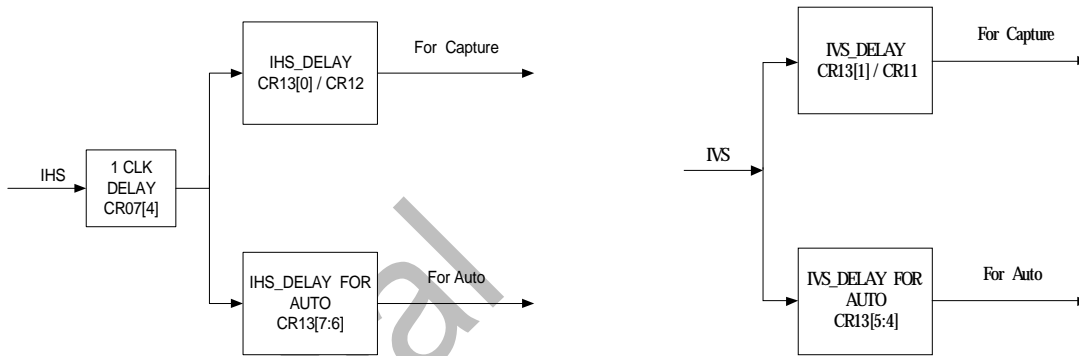 IHS
1 CLK
DELAY
CR07[4]
IHS_DELAY
CR13[0] / CR12
For Capture
IHS_DELAY FOR
AUTO
CR13[7:6]
For Auto
IVS
IVS_DELAY
CR13[1] / CR11
For Capture
IVS_DELAY FOR
AUTO
CR13[5:4]
For Auto